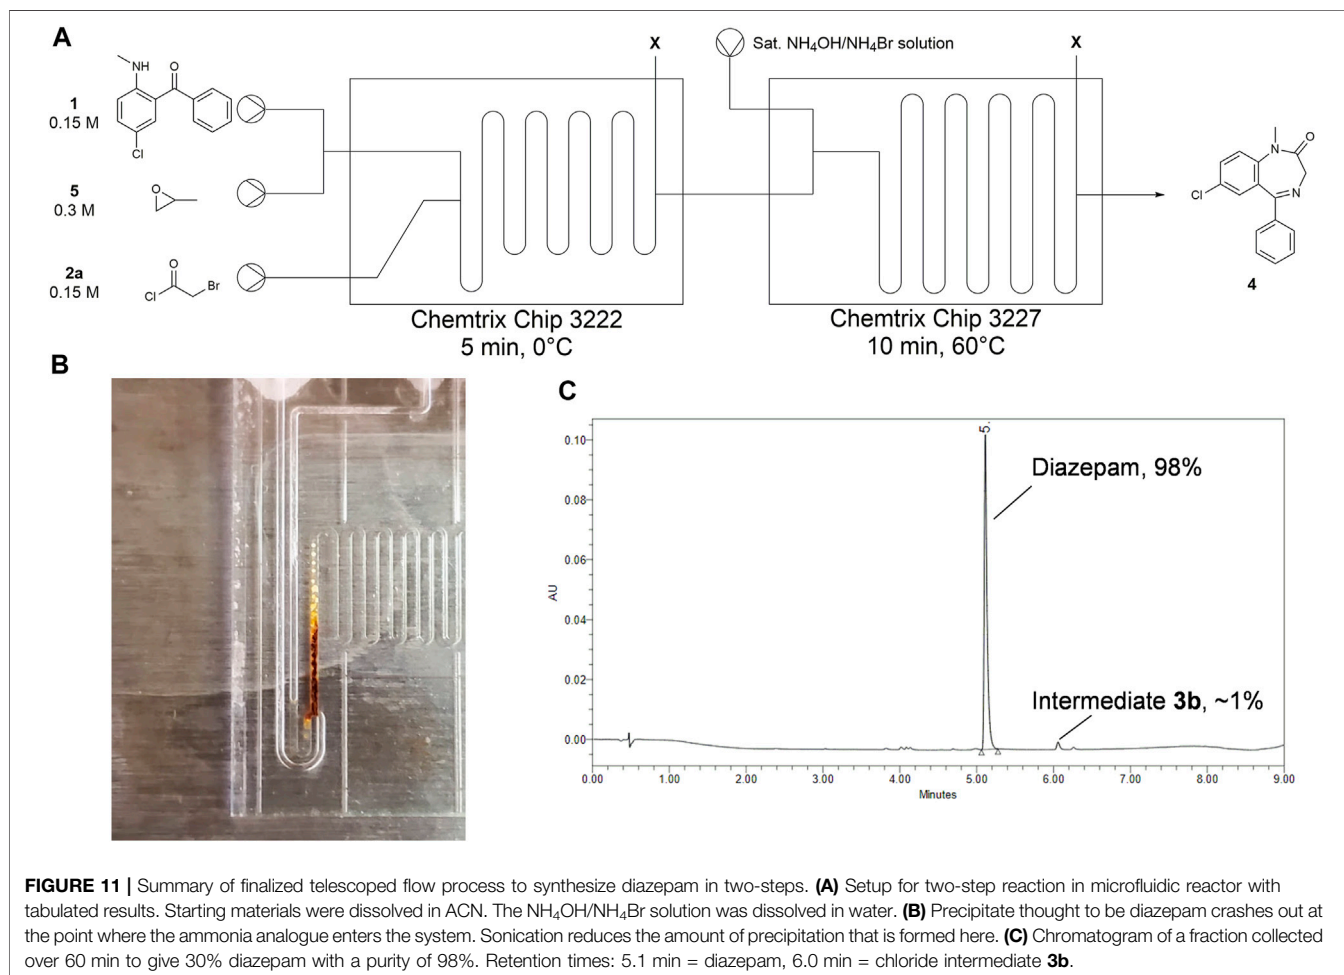 A
X
Sat. NH₄OH/NH₄Br solution
X
NH
O
1
0.15 M
Cl
5
0.3 M
O
2a
0.15 M
O
Cl
Br
N
O
N
Cl
4
Chemtrix Chip 3222
5 min, 0°C
Chemtrix Chip 3227
10 min, 60°C
B
C
5.
0.10
0.08
0.06
0.04
0.02
0.00
AU
Diazepam, 98%
Intermediate 3b, ~1%
0.00 1.00 2.00 3.00 4.00 5.00 6.00 7.00 8.00 9.00
Minutes
FIGURE 11 | Summary of finalized telescoped flow process to synthesize diazepam in two-steps. (A) Setup for two-step reaction in microfluidic reactor with
tabulated results. Starting materials were dissolved in ACN. The NH₄OH/NH₄Br solution was dissolved in water. (B) Precipitate thought to be diazepam crashes out at
the point where the ammonia analogue enters the system. Sonication reduces the amount of precipitation that is formed here. (C) Chromatogram of a fraction collected
over 60 min to give 30% diazepam with a purity of 98%. Retention times: 5.1 min = diazepam, 6.0 min = chloride intermediate 3b.